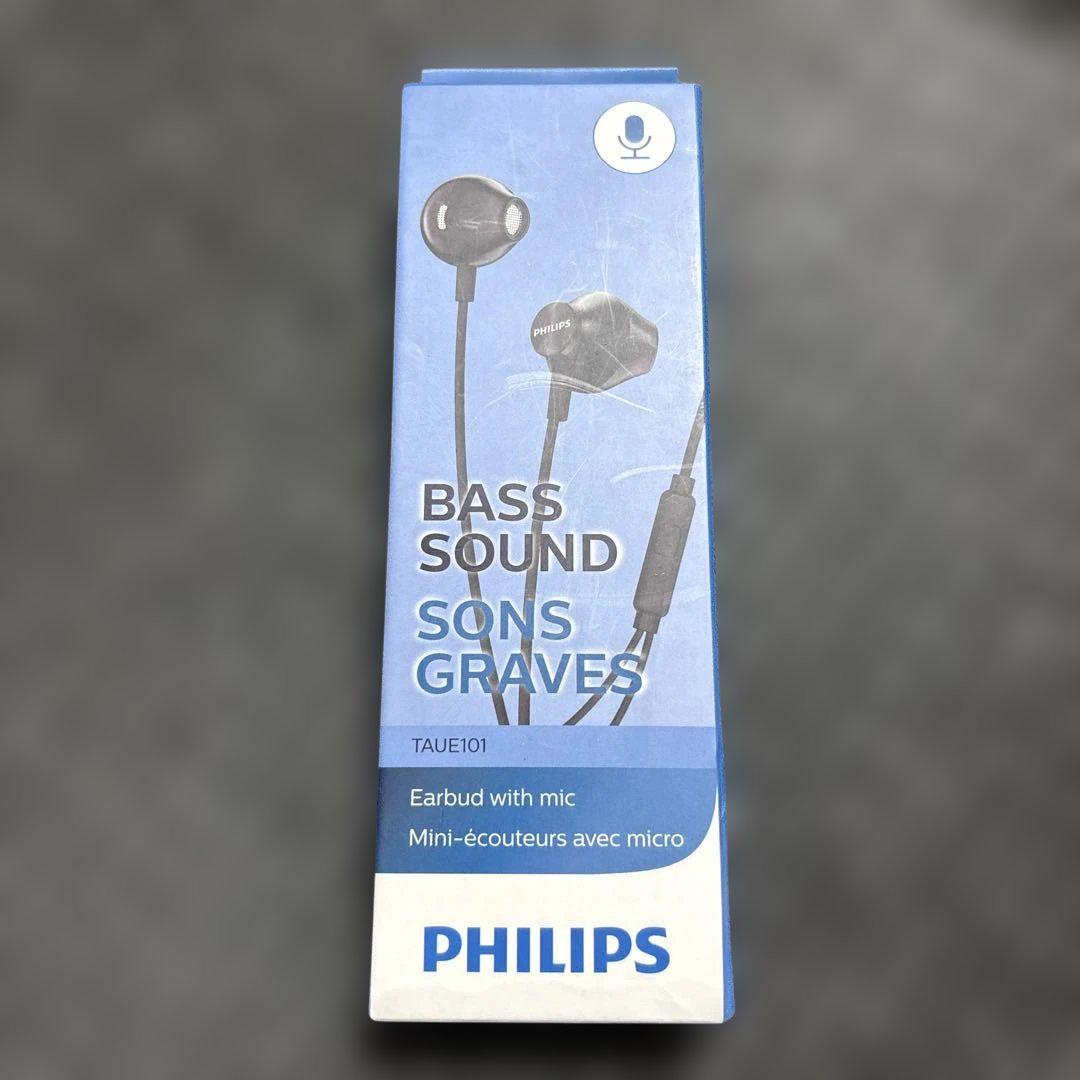 PHILIPS
BASS
SOUND
SONS
GRAVES
TAUE101
Earbud with mic
Mini-écouteurs avec micro
PHILIPS